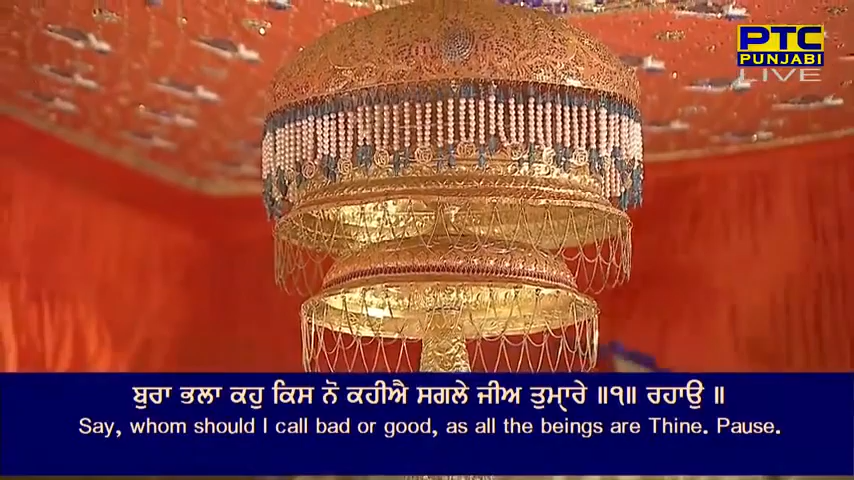 PTC
PUNJABI
LIVE
ਬੁਰਾ ਭਲਾ ਕਹੁ ਕਿਸ ਨੋ ਕਹੀਐ ਸਗਲੇ ਜੀਅ ਤੁਮੑਾਰੇ ॥੧॥ ਰਹਾਉ ॥
Say, whom should I call bad or good, as all the beings are Thine. Pause.